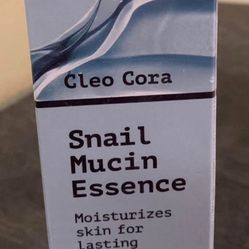 Cleo Cora
Snail
Mucin
Essence
Moisturizes
skin for
lasting